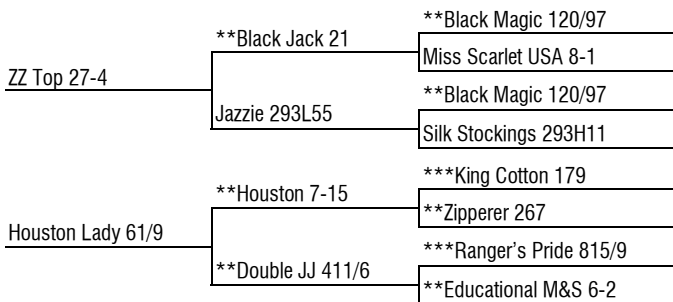 **Black Magic 120/97
**Black Jack 21
Miss Scarlet USA 8-1
ZZ Top 27-4
**Black Magic 120/97
Jazzie 293L55
Silk Stockings 293H11
***King Cotton 179
**Houston 7-15
**Zipperer 267
Houston Lady 61/9
***Ranger's Pride 815/9
**Double JJ 411/6
**Educational M&S 6-2